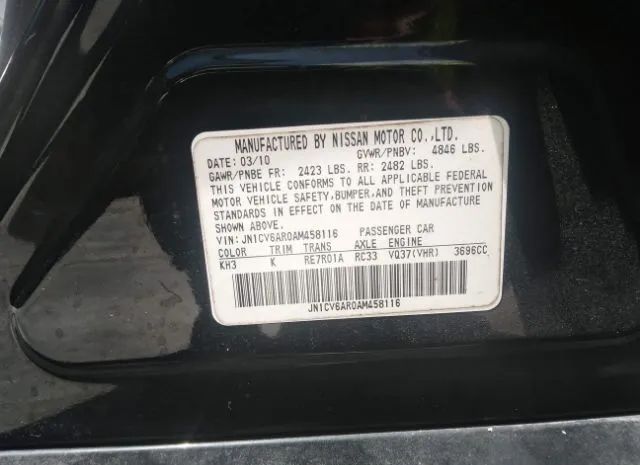 MANUFACTURED BY NISSAN MOTOR CO.,LTD.
DATE: 03/10 GVWR/PNBV: 4846 LBS.
GAWR/PNBE FR: 2423 LBS. RR: 2482 LBS.
THIS VEHICLE CONFORMS TO ALL APPLICABLE FEDERAL
MOTOR VEHICLE SAFETY,BUMPER,AND THEFT PREVENTION
STANDARDS IN EFFECT ON THE DATE OF MANUFACTURE
SHOWN ABOVE.
VIN: JN1CV6AR0AM458116 PASSENGER CAR
COLOR TRIM TRANS AXLE ENGINE
KH3 K RE7R01A RC33 VQ37(VHR) 3696CC
JN1CV6AR0AM458116